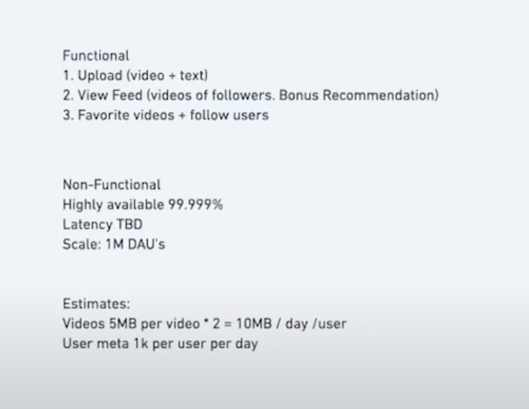 Functional
1. Upload (video + text)
2. View Feed (videos of followers. Bonus Recommendation)
3. Favorite videos + follow users
Non-Functional
Highly available 99.999%
Latency TBD
Scale: 1M DAU's
Estimates:
Videos 5MB per video * 2 = 10MB / day /user
User meta 1k per user per day